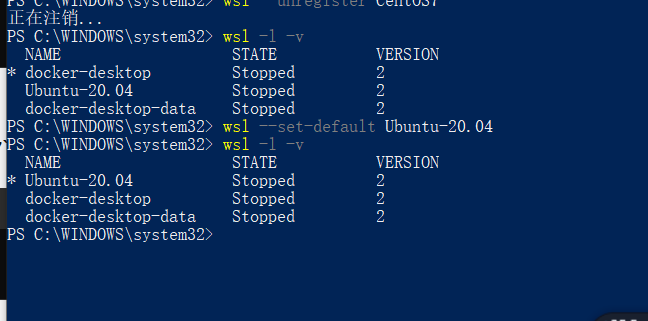 PS C:\WINDOWS\system32> wsl --unregister CentOS7
正在注销...
PS C:\WINDOWS\system32> wsl -l -v
NAME STATE VERSION
* docker-desktop Stopped 2
Ubuntu-20.04 Stopped 2
docker-desktop-data Stopped 2
PS C:\WINDOWS\system32> wsl --set-default Ubuntu-20.04
PS C:\WINDOWS\system32> wsl -l -v
NAME STATE VERSION
* Ubuntu-20.04 Stopped 2
docker-desktop Stopped 2
docker-desktop-data Stopped 2
PS C:\WINDOWS\system32>